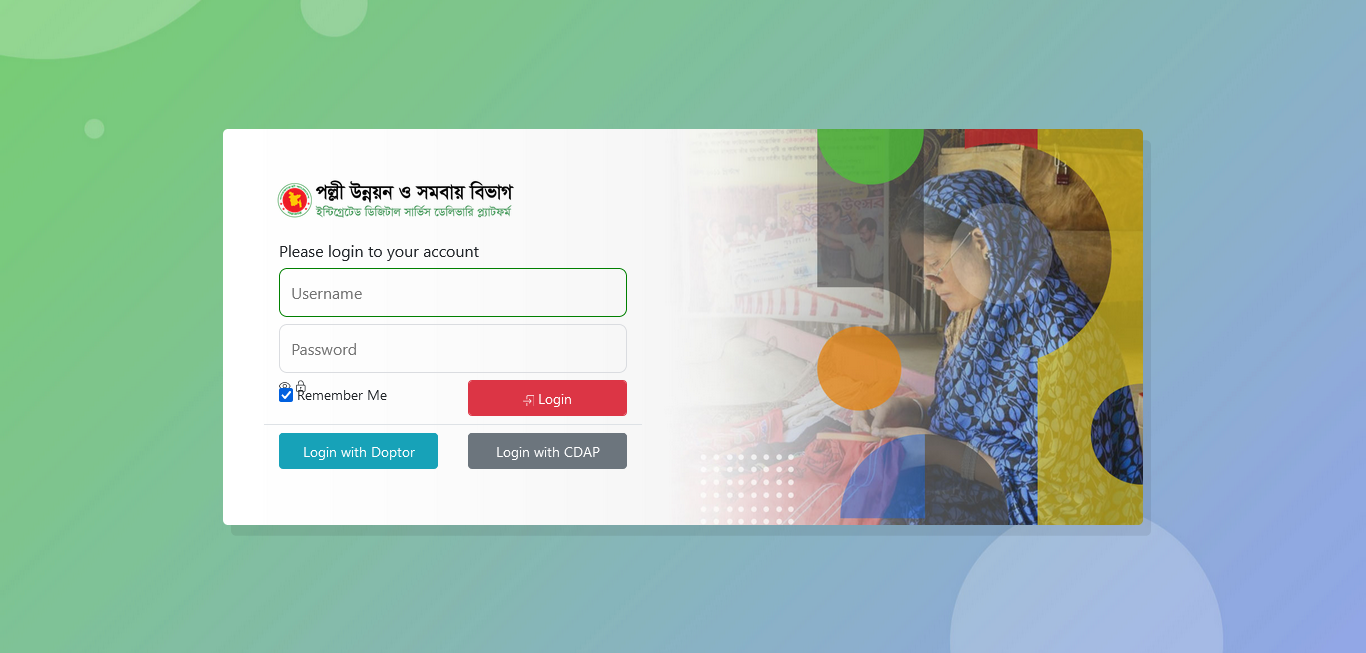 পল্লী উন্নয়ন ও সমবায় বিভাগ
ইন্টিগ্রেটেড ডিজিটাল সার্ভিস ডেলিভারি প্ল্যাটফর্ম
Please login to your account
Username
Password
Remember Me
Login
Login with Doptor
Login with CDAP